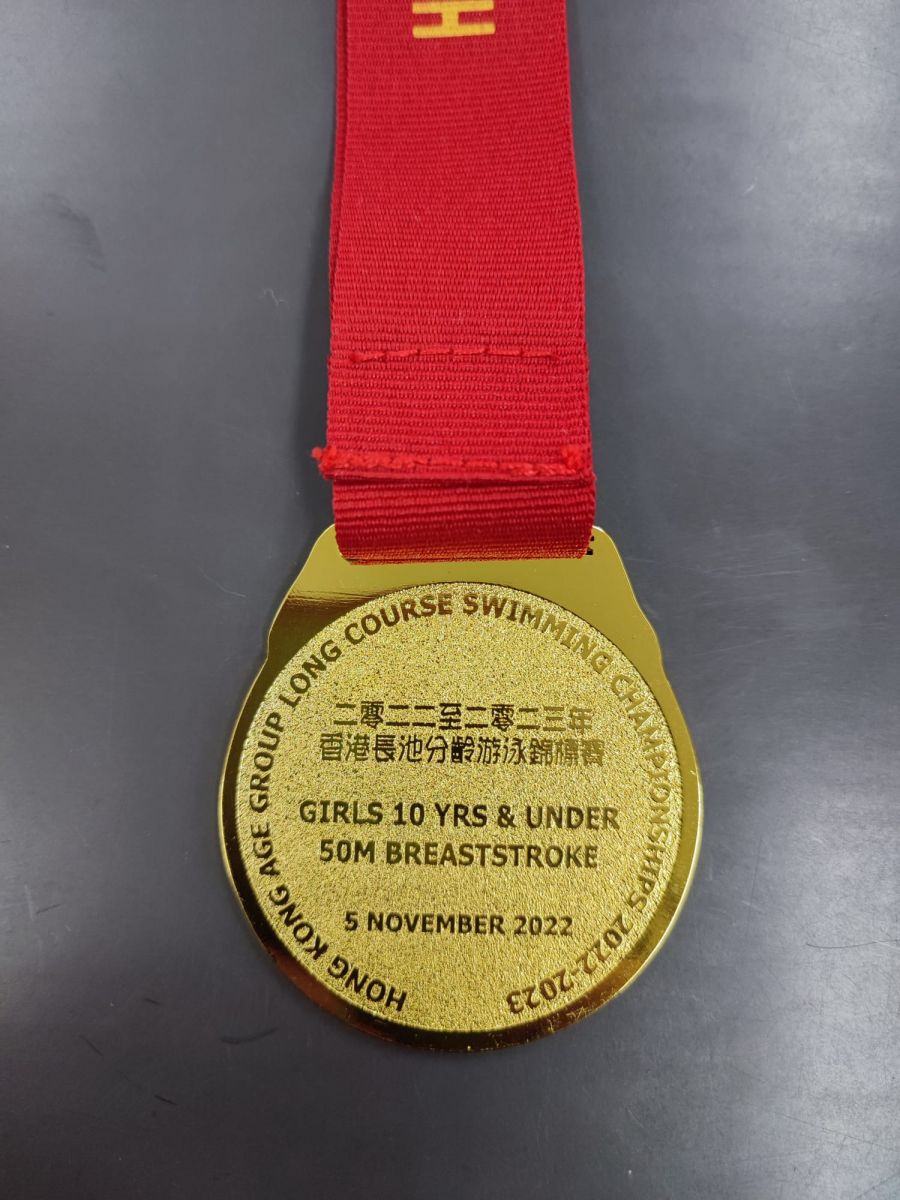 H
HONG KONG AGE GROUP LONG COURSE SWIMMING CHAMPIONSHIPS 2022-2023
二零二二至二零二三年
香港長池分齡游泳錦標賽
GIRLS 10 YRS & UNDER
50M BREASTSTROKE
5 NOVEMBER 2022